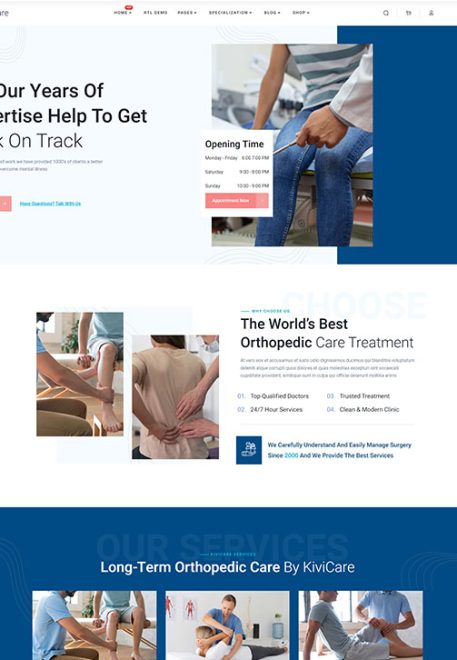 are
HOME
RTL DEMO
PAGES
SPECIALIZATION
BLOG
SHOP
Our Years Of
ertise Help To Get
k On Track
of work we have provided 1000's of clients a better
overcome mental illness
Have Questions? Talk With Us
Opening Time
Monday - Friday 6:00 7:00 PM
Saturday 9:00 - 8:00 PM
Sunday 10:00 - 9:00 PM
Appointment Now
CHOOSE
WHY CHOOSE US
The World's Best
Orthopedic Care Treatment
At vero eos et accusamus et iusto odio dignissimos ducimus qui blanditiis voluptatum
deleniti atque corrupti quos dolores et quas molestias excepturi sint occaecati
cupiditate provident, similique sunt in culpa qui officia deserunt mollitia animi
01. Top Qualified Doctors
03. Trusted Treatment
02. 24/7 Hour Services
04. Clean & Modern Clinic
We Carefully Understand And Easily Manage Surgery
Since 2000 And We Provide The Best Services
OUR SERVICES
KIVICARE SERVICES
Long-Term Orthopedic Care By KiviCare